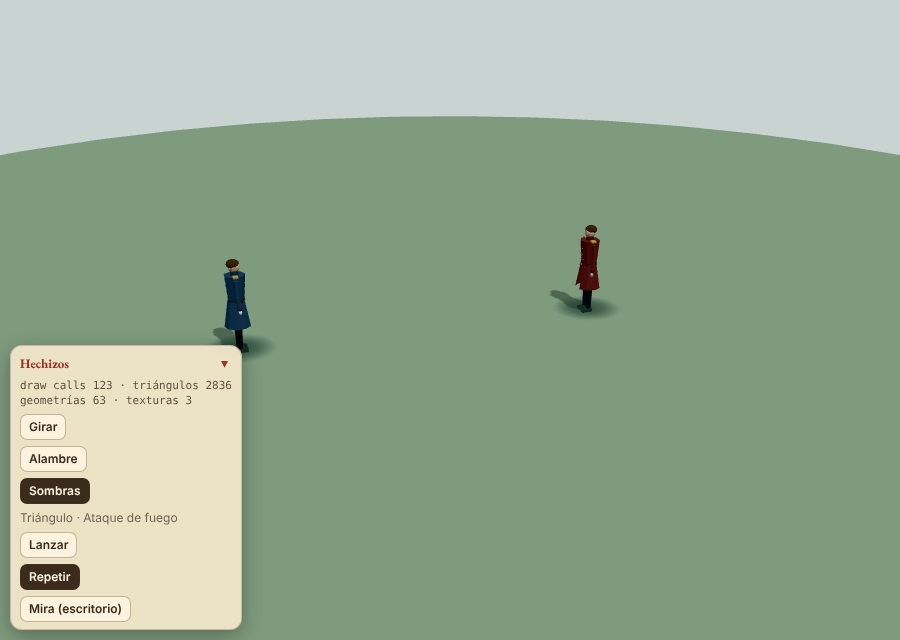 Hechizos ▼
draw calls 123 · triángulos 2836
geometrías 63 · texturas 3
Girar
Alambre
Sombras
Triángulo · Ataque de fuego
Lanzar
Repetir
Mira (escritorio)